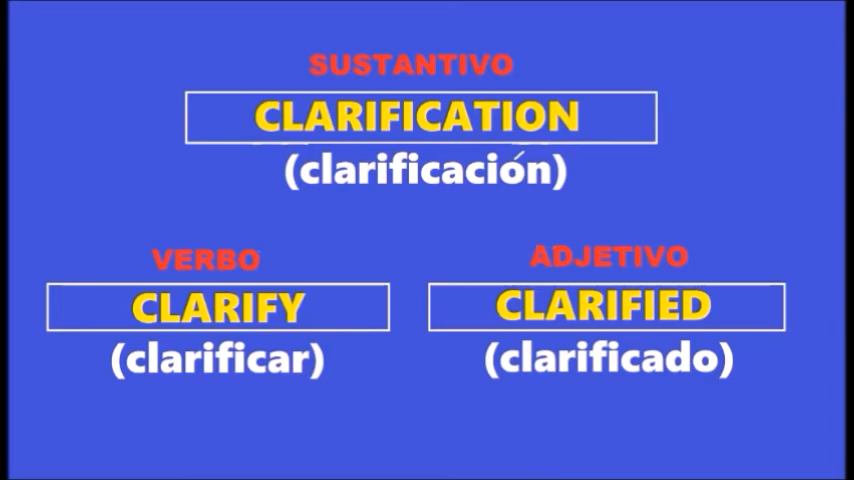 SUSTANTIVO
CLARIFICATION
(clarificación)
VERBO
CLARIFY
(clarificar)
ADJETIVO
CLARIFIED
(clarificado)